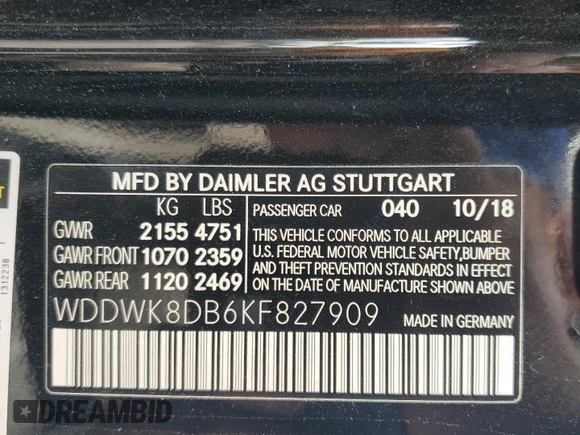 MFD BY DAIMLER AG STUTTGART
KG LBS
GVWR 2155 4751
GAWR FRONT 1070 2359
GAWR REAR 1120 2469
PASSENGER CAR 040 10/18
THIS VEHICLE CONFORMS TO ALL APPLICABLE
U.S. FEDERAL MOTOR VEHICLE SAFETY,BUMPER
AND THEFT PREVENTION STANDARDS IN
EFFECT ON THE DATE OF
MANUFACTURE SHOWN ABOVE
WDDWK8DB6KF827909
MADE IN GERMANY
1312238
DREAMBID